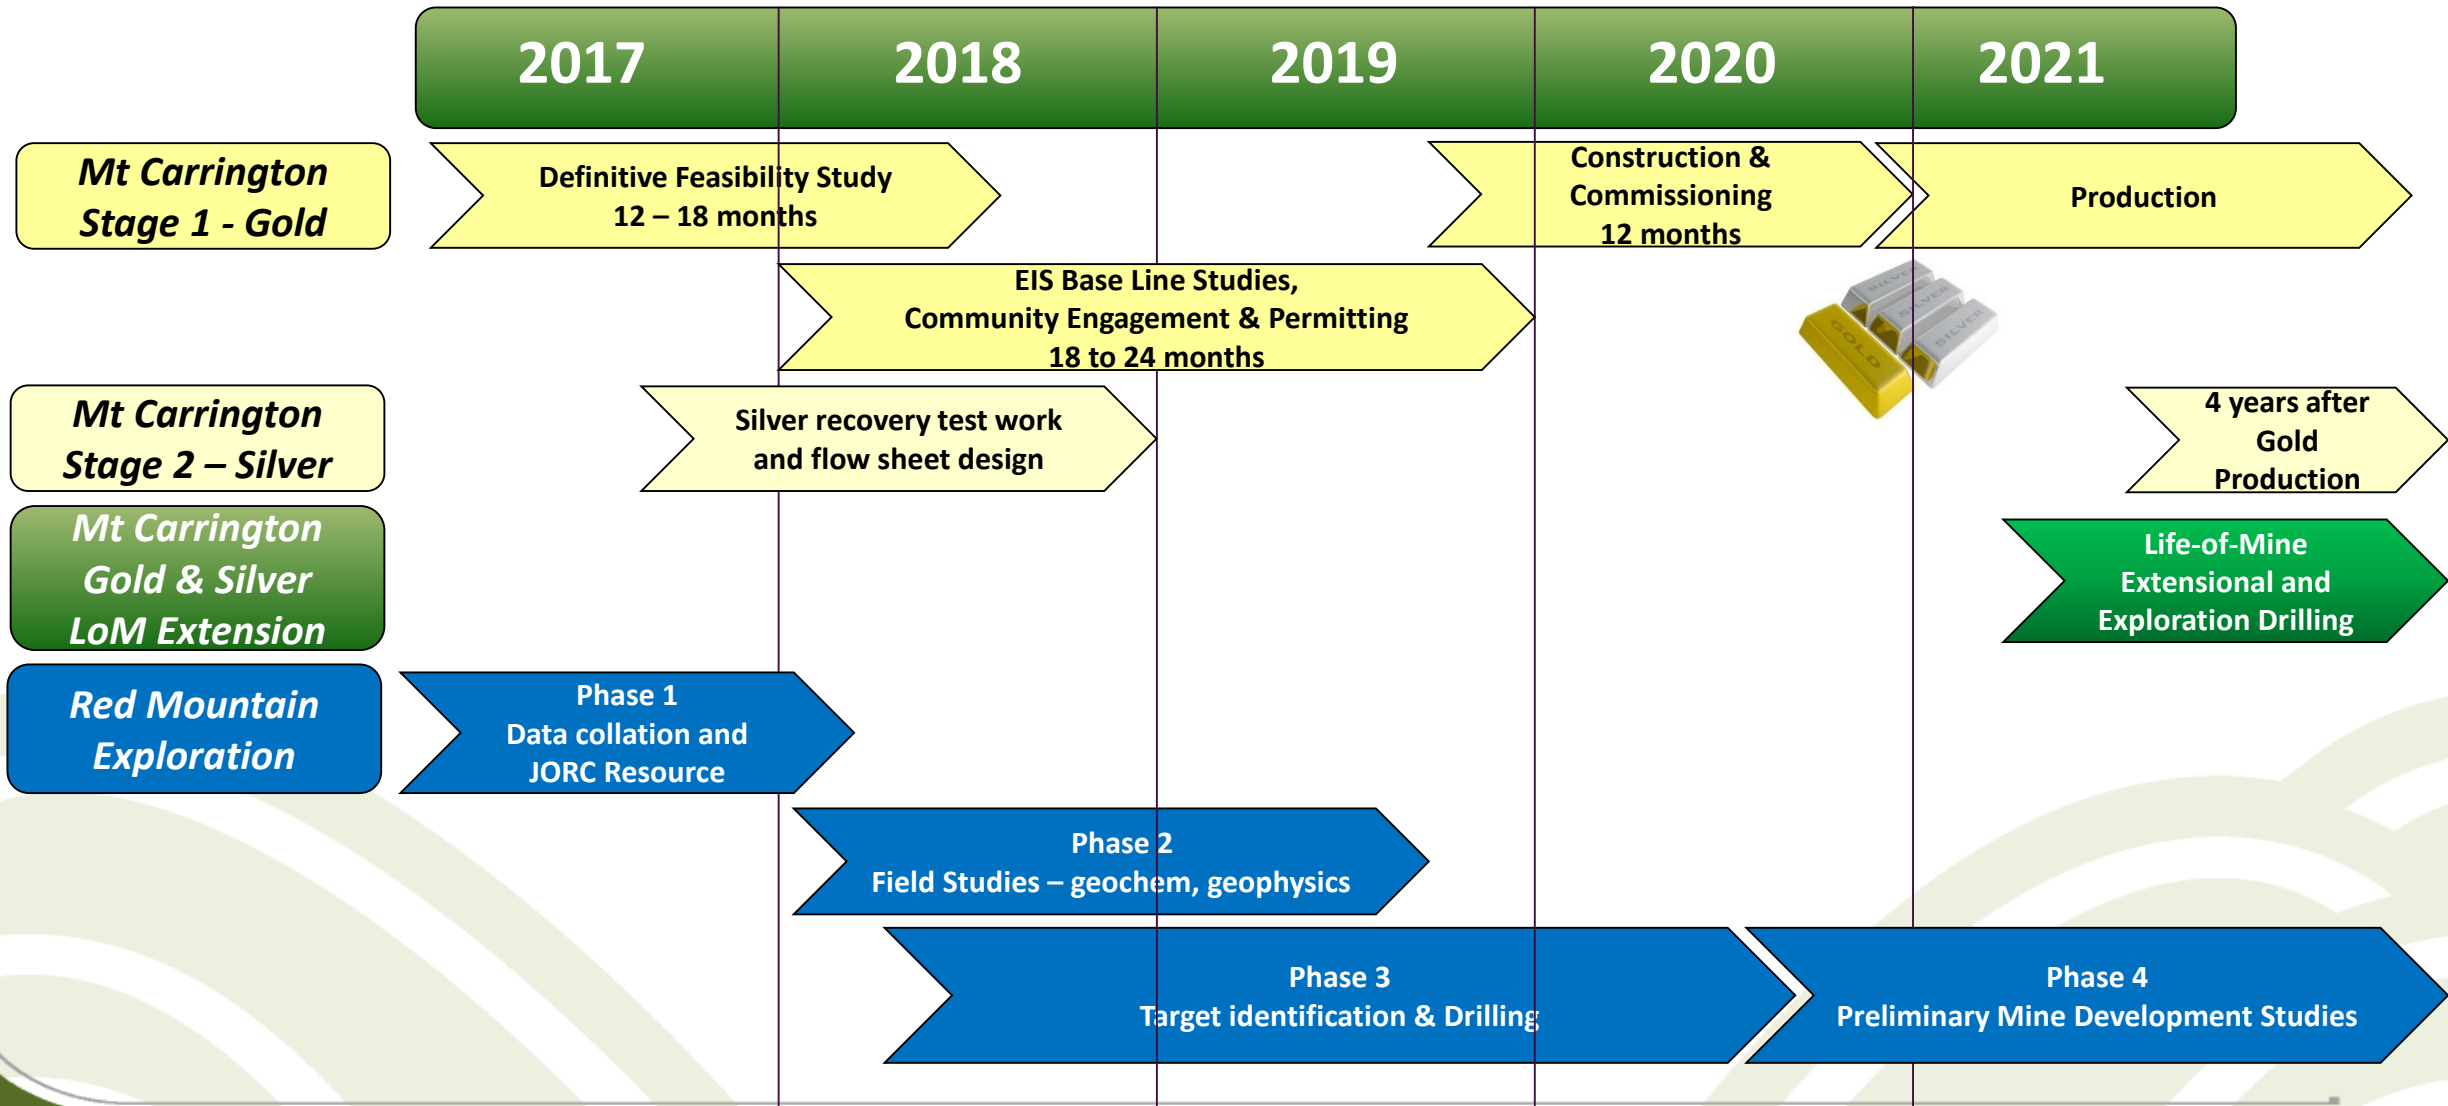 2017 2018 2019 2020 2021
Mt Carrington
Stage 1 - Gold
Definitive Feasibility Study
12 – 18 months
Construction &
Commissioning
12 months
Production
EIS Base Line Studies,
Community Engagement & Permitting
18 to 24 months
SILVER
SILVER
SILVER
GOLD
Mt Carrington
Stage 2 – Silver
Silver recovery test work
and flow sheet design
4 years after
Gold
Production
Mt Carrington
Gold & Silver
LoM Extension
Life-of-Mine
Extensional and
Exploration Drilling
Red Mountain
Exploration
Phase 1
Data collation and
JORC Resource
Phase 2
Field Studies – geochem, geophysics
Phase 3
Target identification & Drilling
Phase 4
Preliminary Mine Development Studies